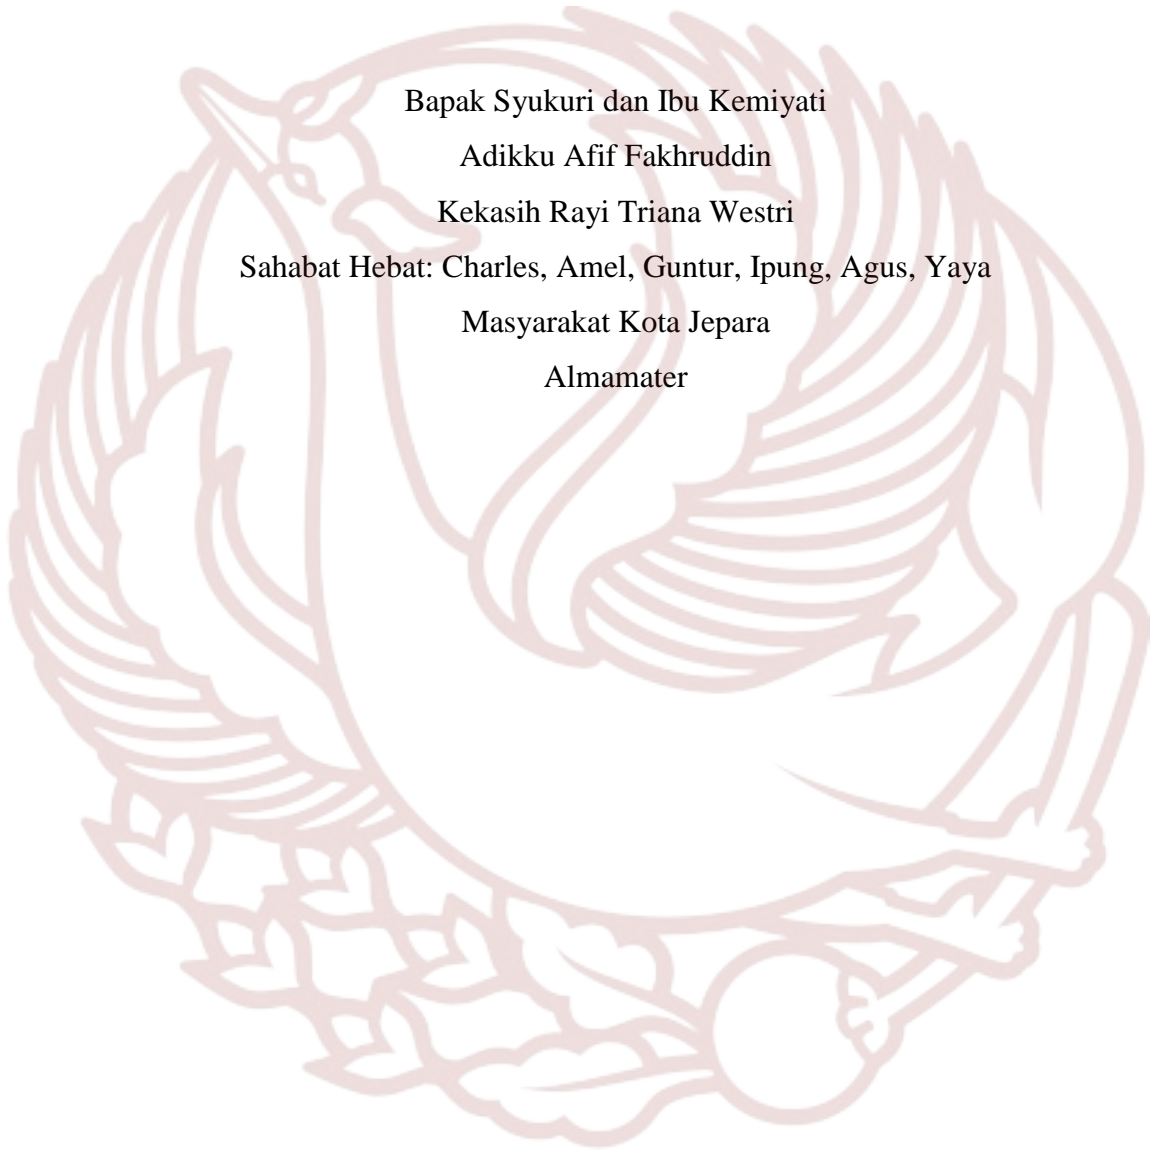 Bapak Syukuri dan Ibu Kemiyati
Adikku Afif Fakhruddin
Kekasih Rayi Triana Westri
Sahabat Hebat: Charles, Amel, Guntur, Ipung, Agus, Yaya
Masyarakat Kota Jepara
Almamater